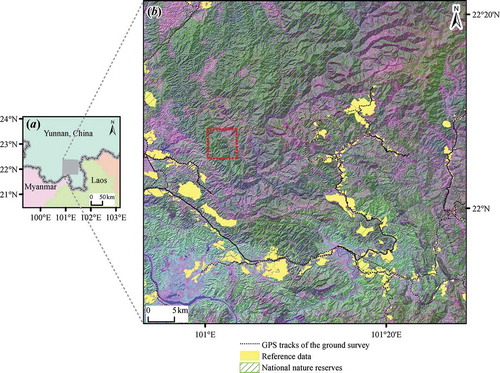 (b)
N
22°20'N
(a)
N
24°N
Yunnan, China
23°N
22°N
Myanmar
Laos
21°N
0 50 km
100°E 101°E 102°E 103°E
22°N
0 5 km
101°E
101°20'E
GPS tracks of the ground survey
Reference data
National nature reserves